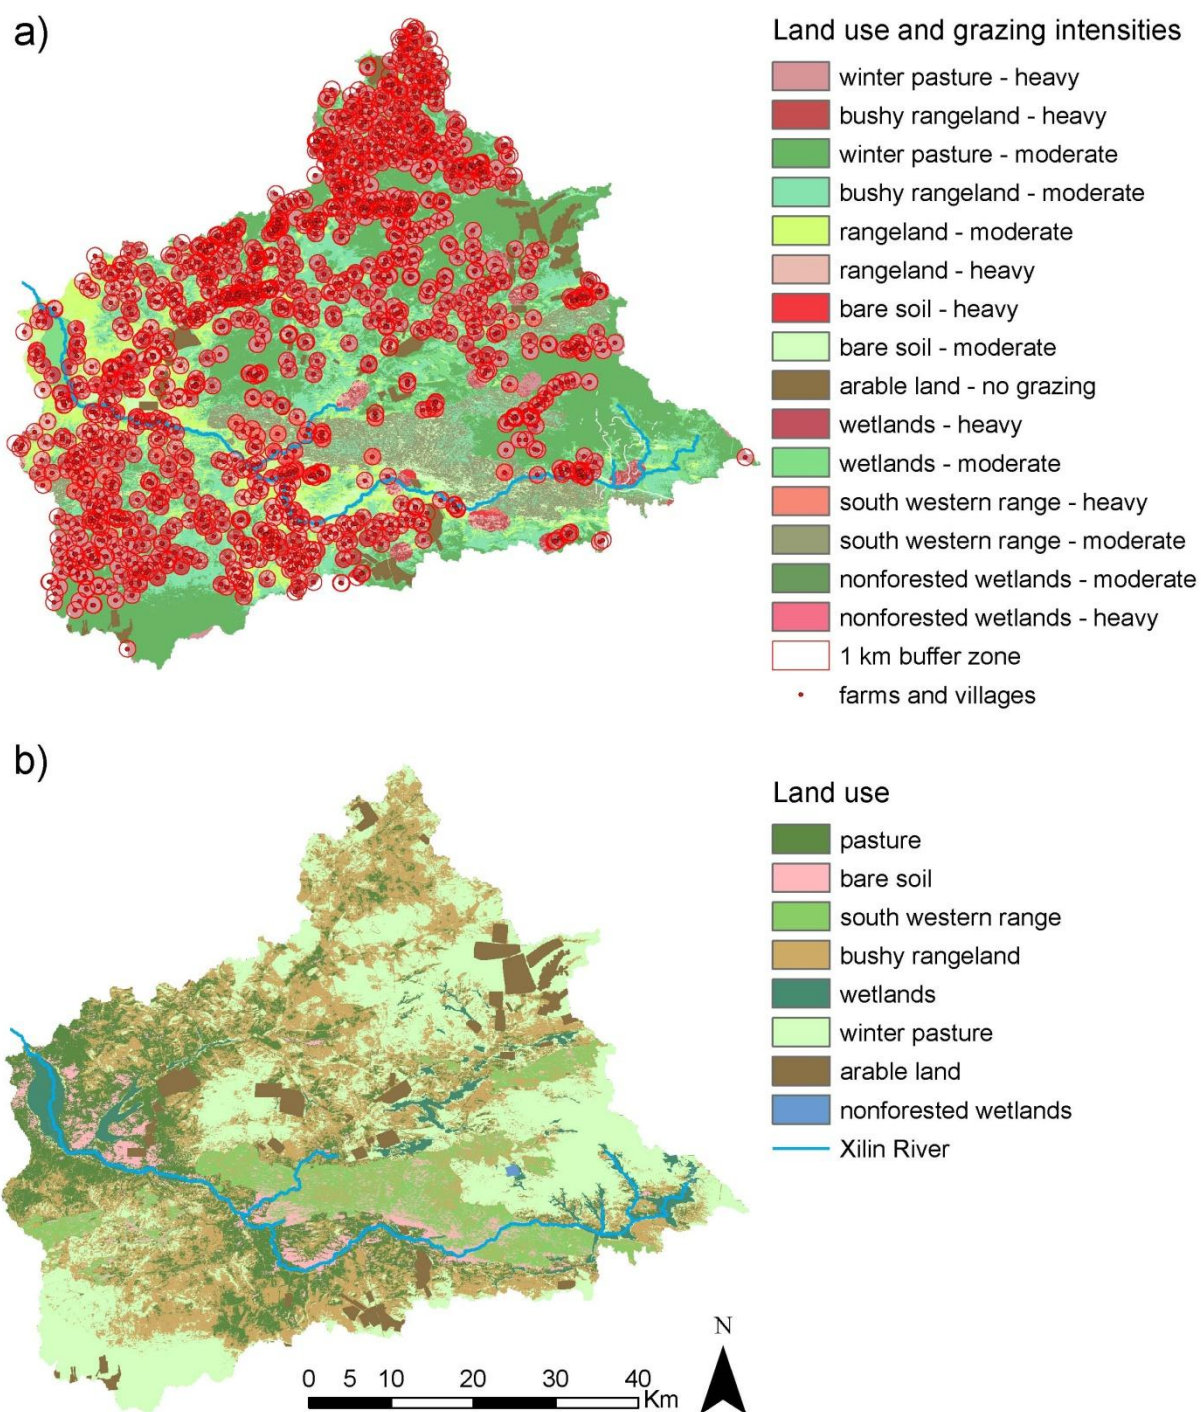 a)
Land use and grazing intensities
winter pasture - heavy
bushy rangeland - heavy
winter pasture - moderate
bushy rangeland - moderate
rangeland - moderate
rangeland - heavy
bare soil - heavy
bare soil - moderate
arable land - no grazing
wetlands - heavy
wetlands - moderate
south western range - heavy
south western range - moderate
nonforested wetlands - moderate
nonforested wetlands - heavy
1 km buffer zone
farms and villages
b)
Land use
pasture
bare soil
south western range
bushy rangeland
wetlands
winter pasture
arable land
nonforested wetlands
Xilin River
N
0 5 10 20 30 40
Km